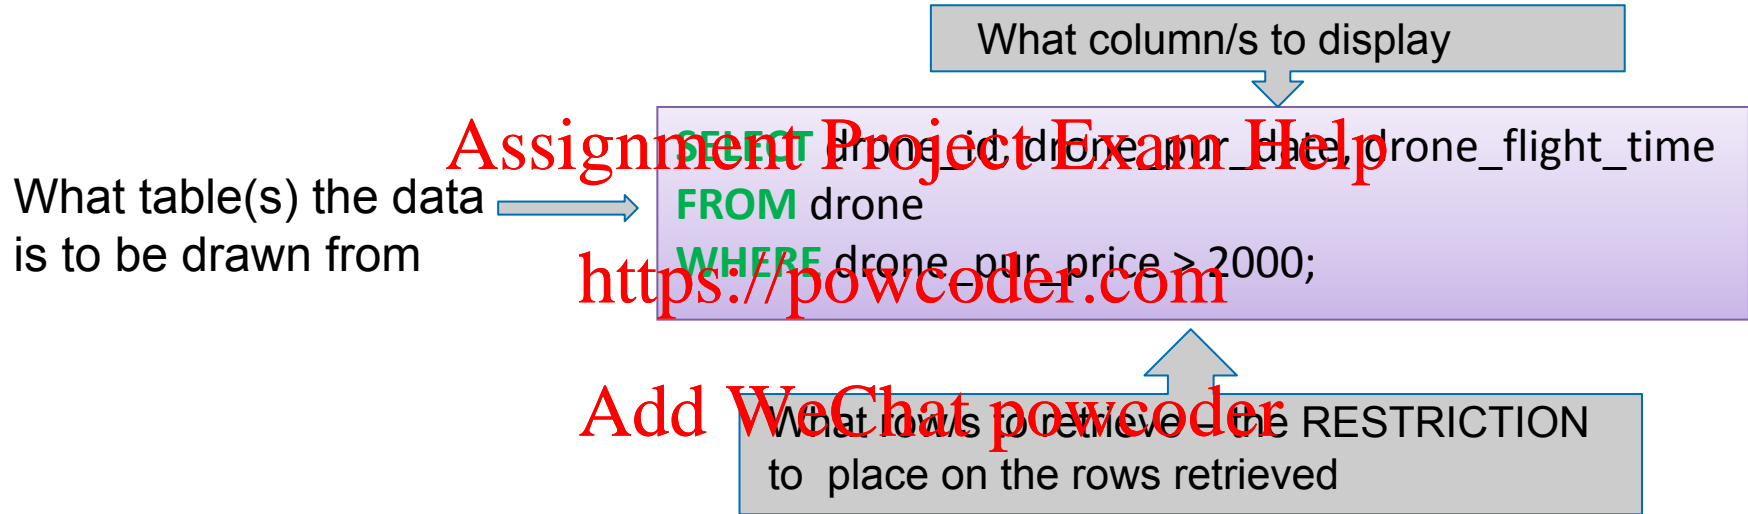 What column/s to display
Assignment Project Exam Help
SELECT drone_id, drone_pur_date, drone_flight_time
What table(s) the data
is to be drawn from
FROM drone
WHERE drone_pur_price > 2000;
https://powcoder.com
Add WeChat powcoder
What row/s to retrieve – the RESTRICTION
to place on the rows retrieved